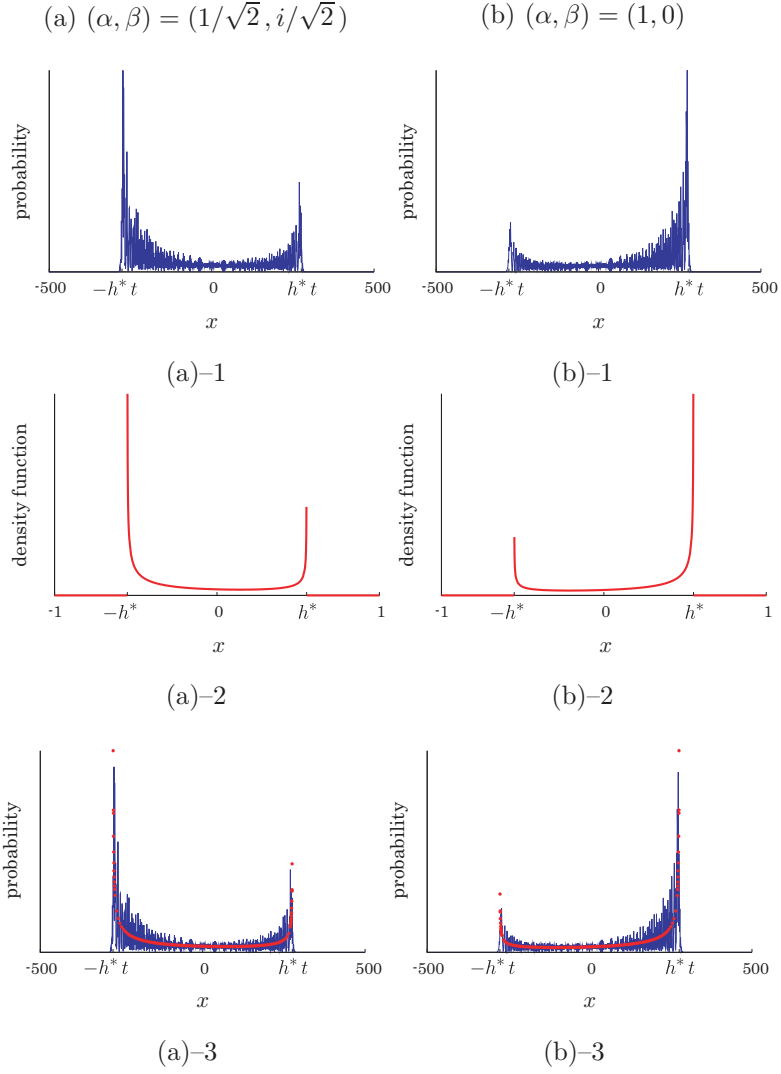 (a) (α, β) = (1/√2, i/√2)
(b) (α, β) = (1, 0)
probability
-500
−h* t
0
h* t
500
x
(a)–1
probability
-500
−h* t
0
h* t
500
x
(b)–1
density function
-1
−h*
0
h*
1
x
(a)–2
density function
-1
−h*
0
h*
1
x
(b)–2
probability
-500
−h* t
0
h* t
500
x
(a)–3
probability
-500
−h* t
0
h* t
500
x
(b)–3